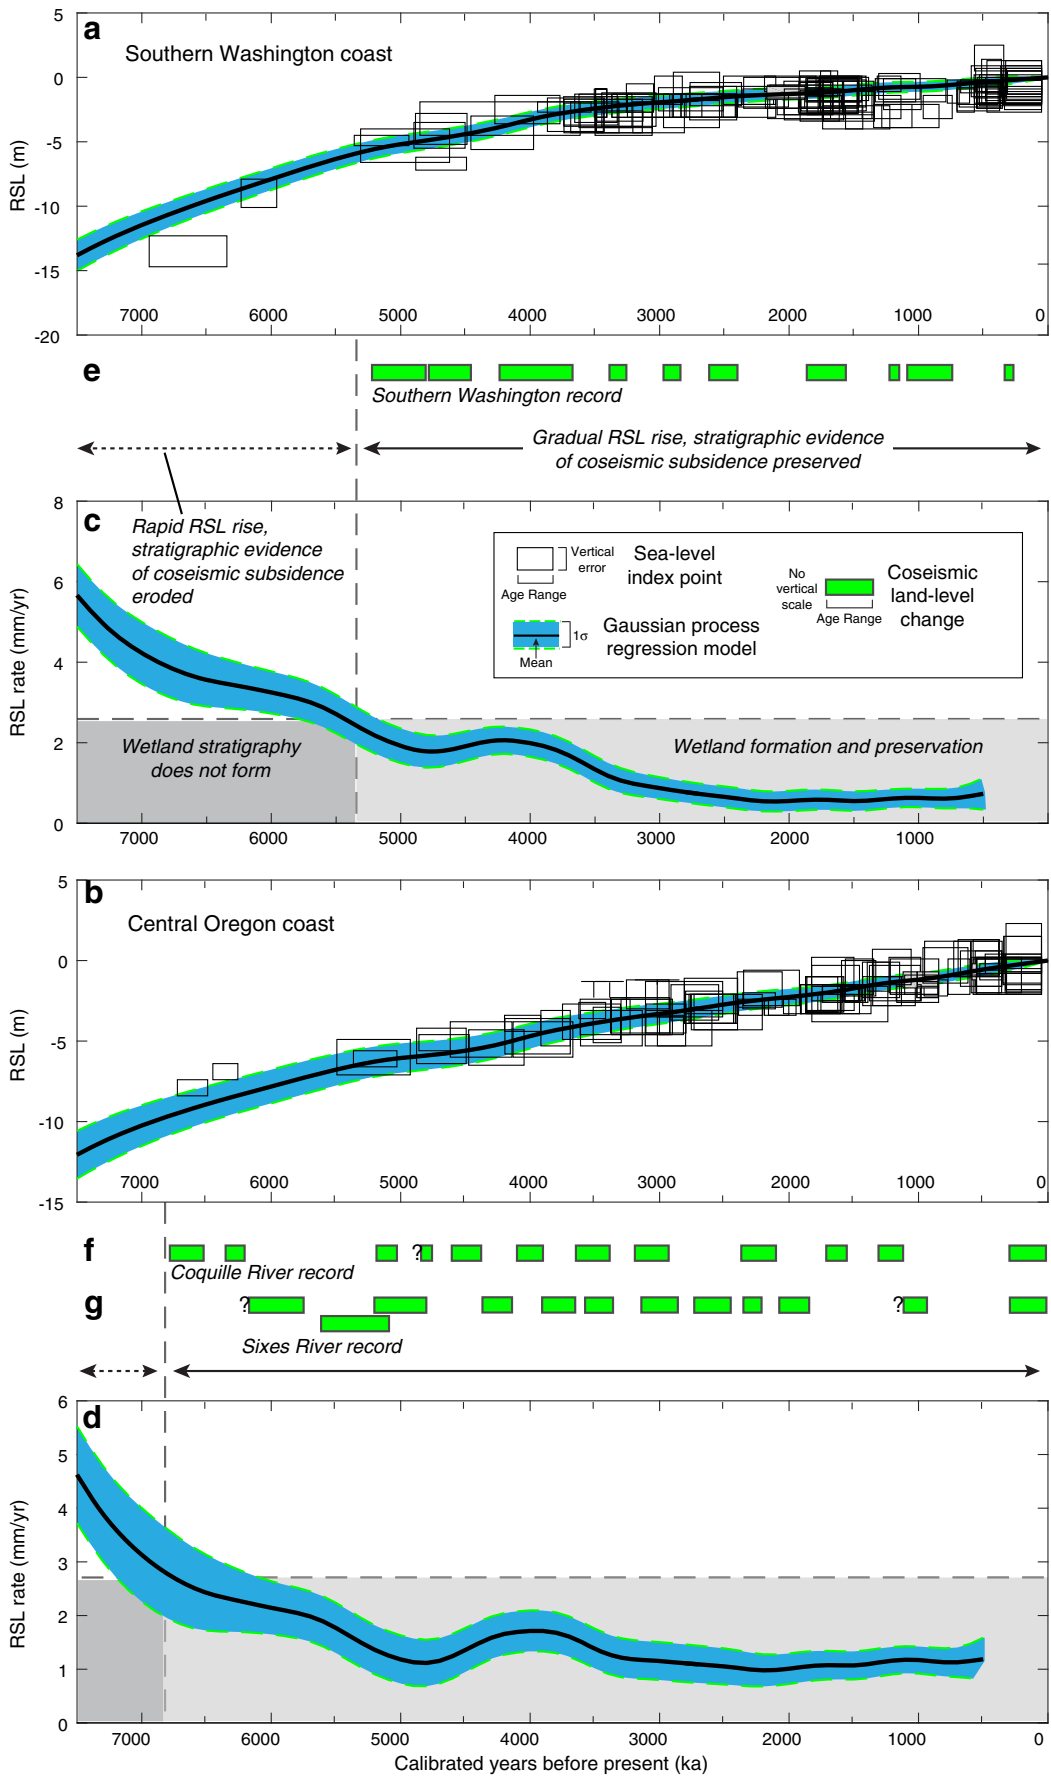 a
Southern Washington coast
5
0
-5
-10
-15
-20
RSL (m)
7000 6000 5000 4000 3000 2000 1000 0
e
Southern Washington record
Gradual RSL rise, stratigraphic evidence
of coseismic subsidence preserved
c
Rapid RSL rise,
stratigraphic evidence
of coseismic subsidence
eroded
8
6
4
2
0
RSL rate (mm/yr)
Vertical
error
Age Range
Sea-level
index point
No
vertical
scale
Age Range
Coseismic
land-level
change
1σ
Mean
Gaussian process
regression model
Wetland stratigraphy
does not form
Wetland formation and preservation
7000 6000 5000 4000 3000 2000 1000
b
Central Oregon coast
5
0
-5
-10
-15
RSL (m)
7000 6000 5000 4000 3000 2000 1000 0
f
?
Coquille River record
g
? ?
Sixes River record
d
6
5
4
3
2
1
0
RSL rate (mm/yr)
7000 6000 5000 4000 3000 2000 1000 0
Calibrated years before present (ka)